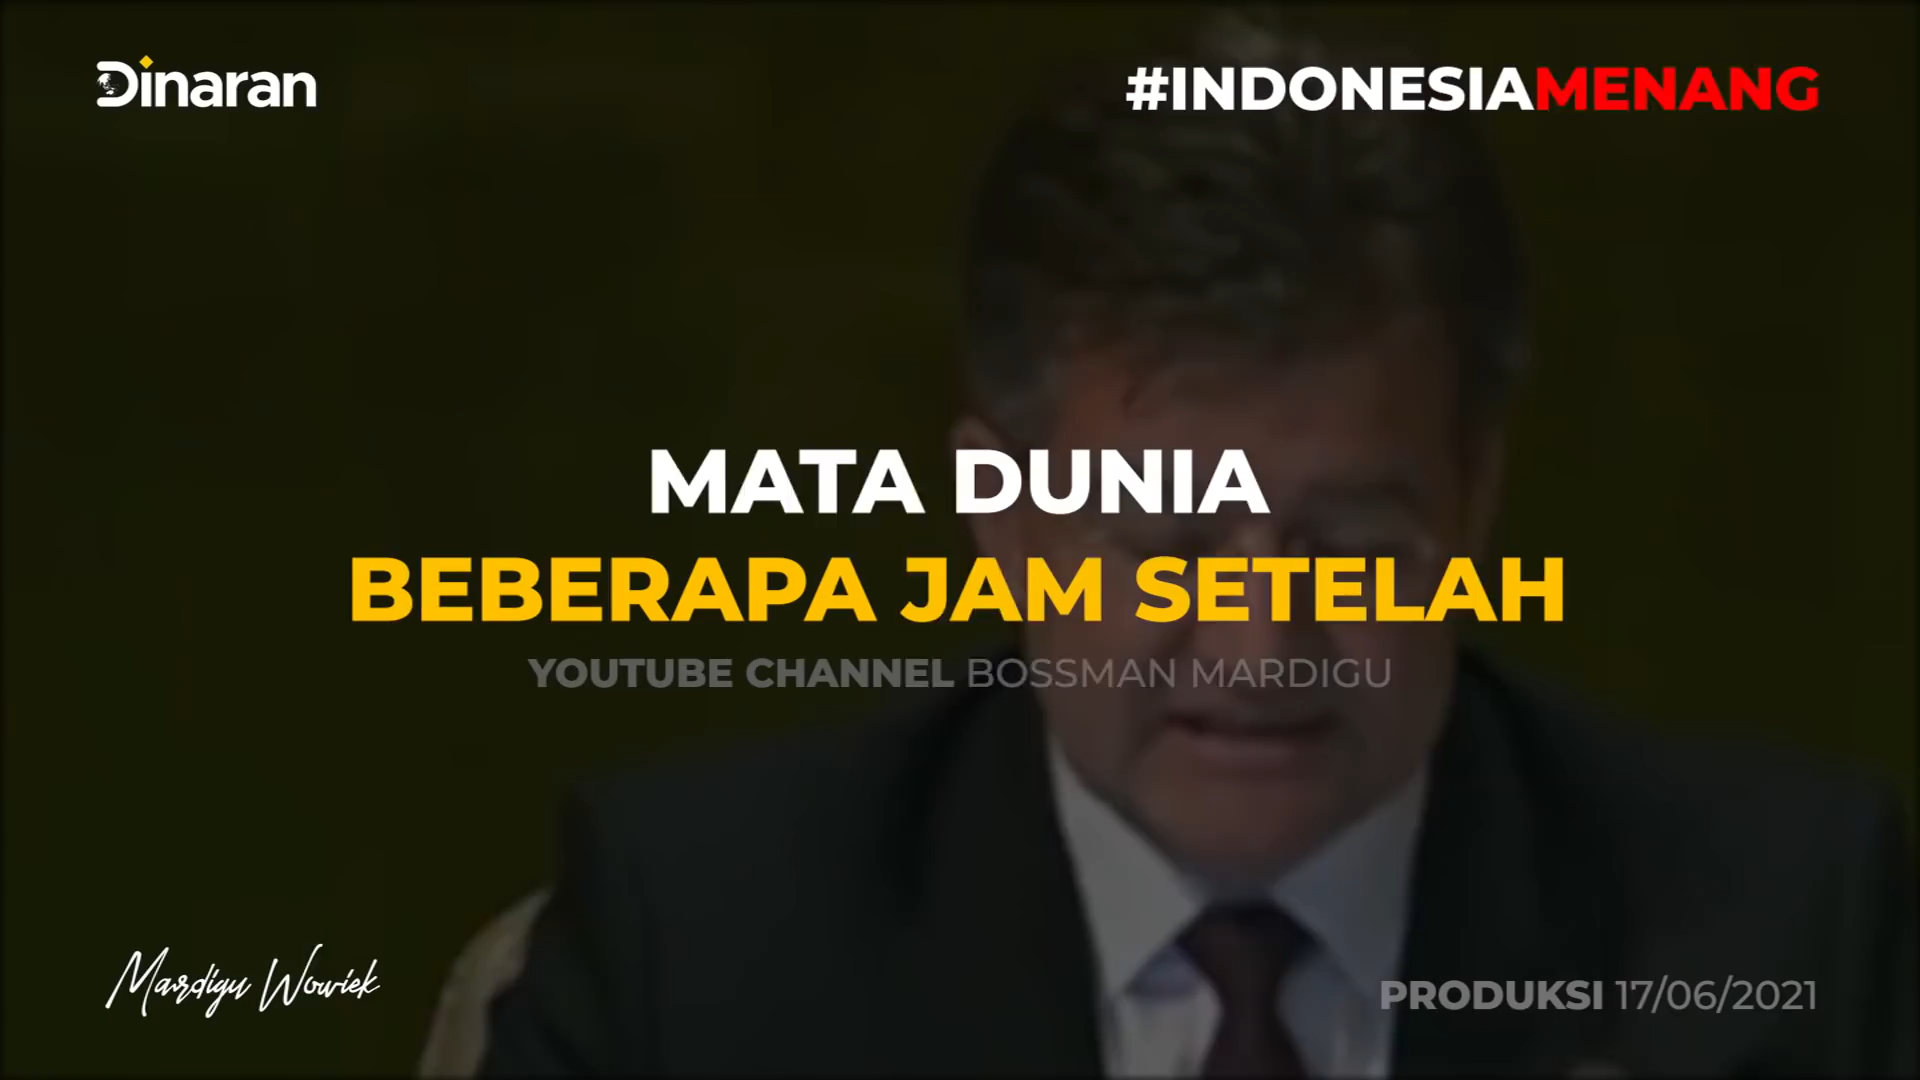 Dinaran
#INDONESIAMENANG
MATA DUNIA
BEBERAPA JAM SETELAH
YOUTUBE CHANNEL BOSSMAN MARDIGU
Mardigu Wowiek
PRODUKSI 17/06/2021